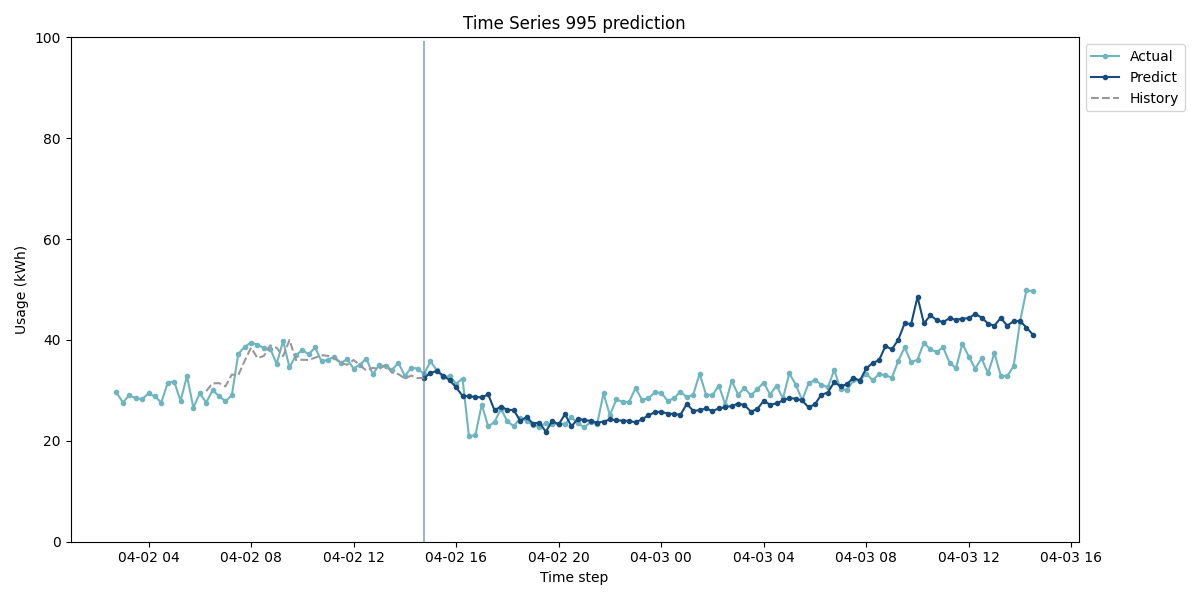 Time Series 995 prediction
100
80
60
40
20
0
Usage (kWh)
04-02 04
04-02 08
04-02 12
04-02 16
04-02 20
04-03 00
04-03 04
04-03 08
04-03 12
04-03 16
Time step
Actual
Predict
History